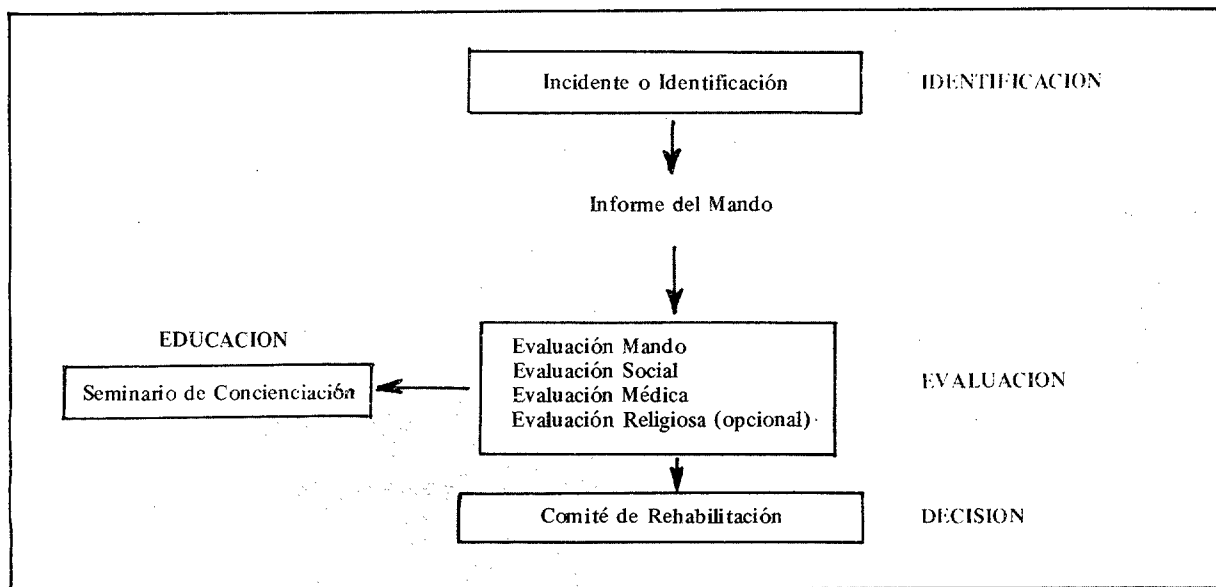 Incidente o Identificación
IDENTIFICACION
Informe del Mando
EDUCACION
Seminario de Concienciación
Evaluación Mando
Evaluación Social
Evaluación Médica
Evaluación Religiosa (opcional)
EVALUACION
Comité de Rehabilitación
DECISION